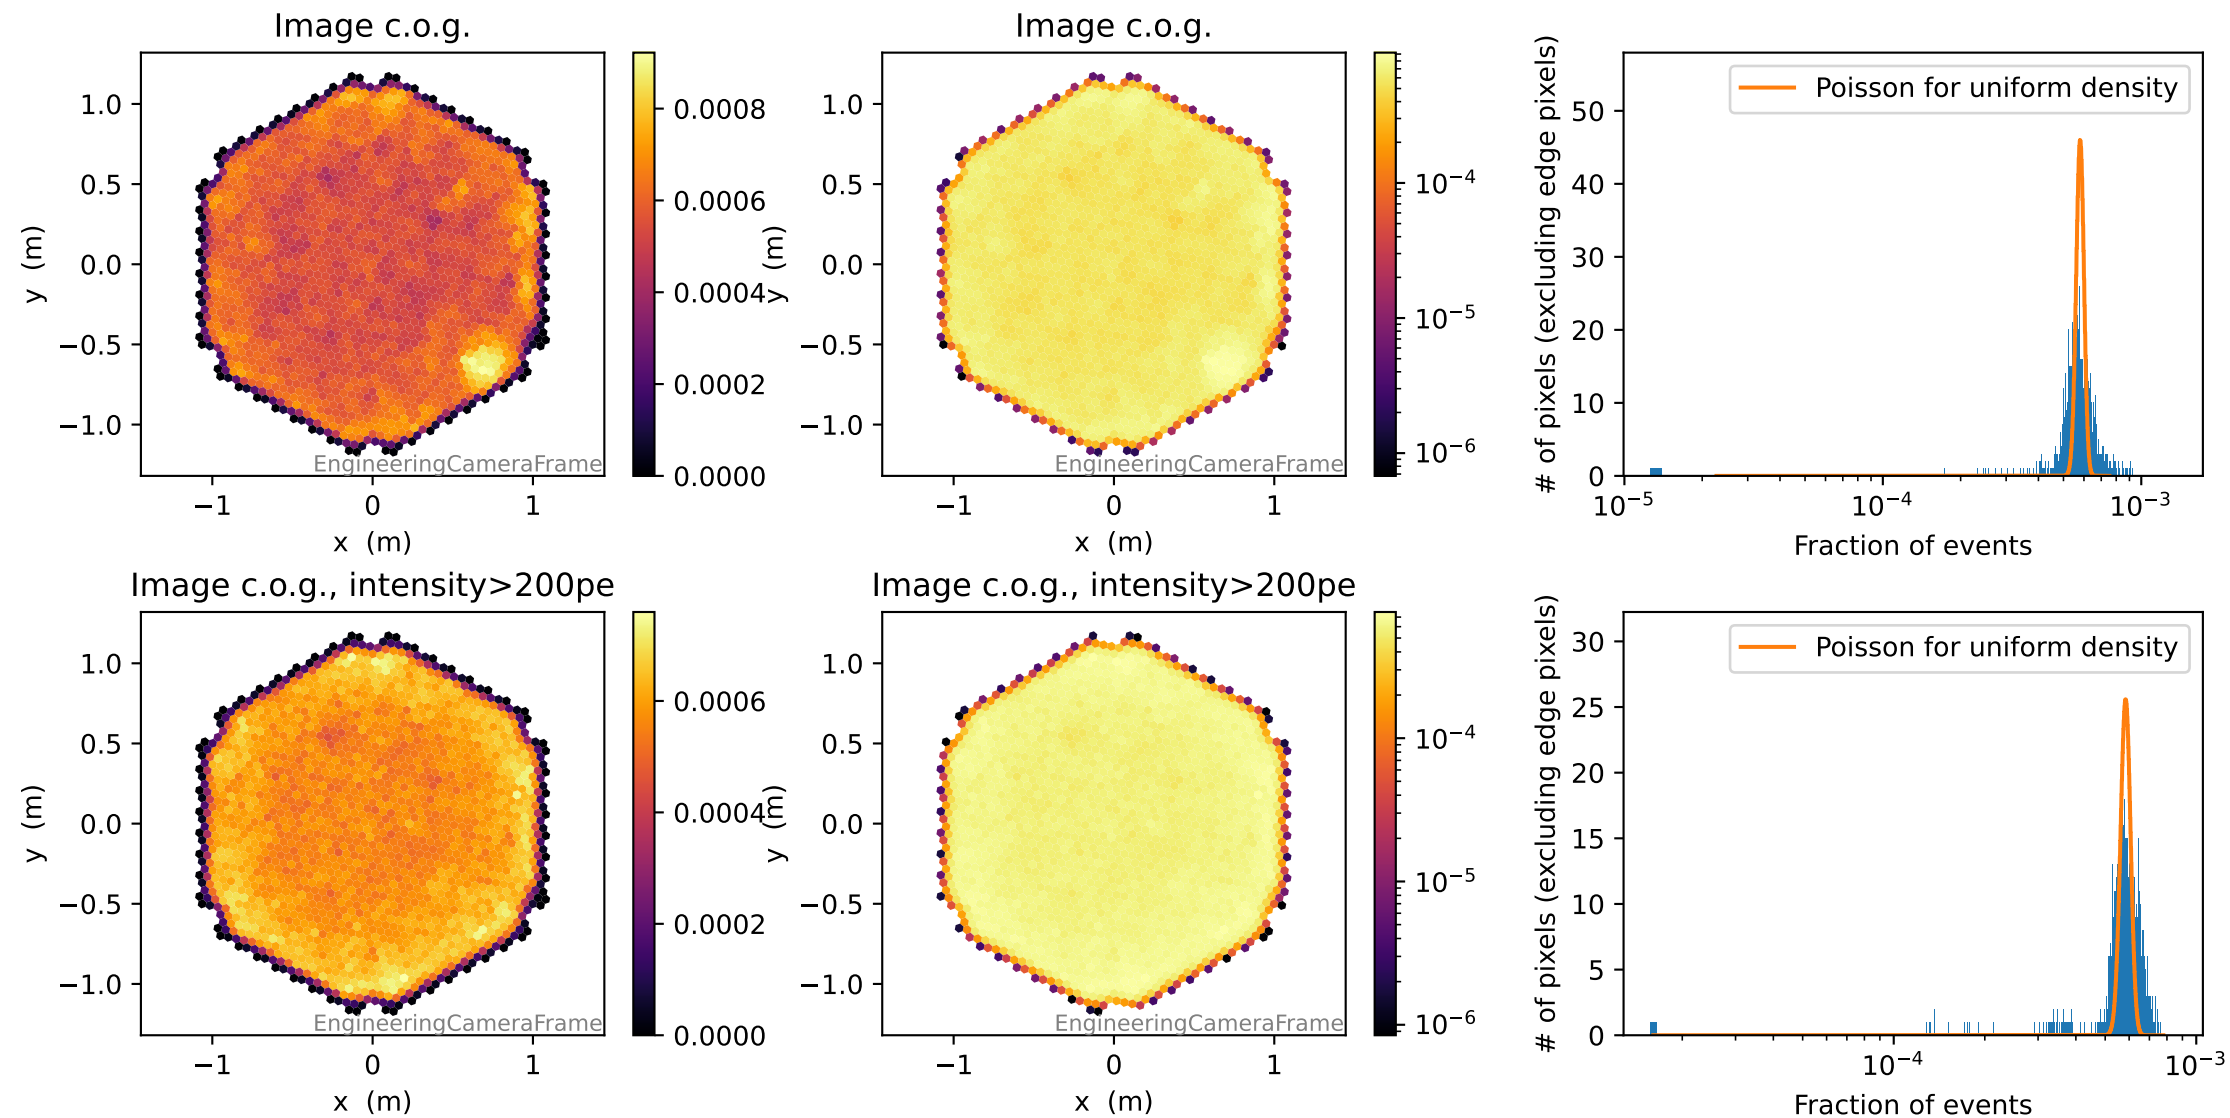 Image c.o.g.
1.0
0.5
0.0
−0.5
−1.0
y (m)
−1
0
1
x (m)
EngineeringCameraFrame
0.0008
0.0006
0.0004
0.0002
0.0000
Image c.o.g.
1.0
0.5
0.0
−0.5
−1.0
y (m)
−1
0
1
x (m)
EngineeringCameraFrame
10⁻⁴
10⁻⁵
10⁻⁶
Poisson for uniform density
# of pixels (excluding edge pixels)
50
40
30
20
10
0
10⁻⁵
10⁻⁴
10⁻³
Fraction of events
Image c.o.g., intensity>200pe
1.0
0.5
0.0
−0.5
−1.0
y (m)
−1
0
1
x (m)
EngineeringCameraFrame
0.0006
0.0004
0.0002
0.0000
Image c.o.g., intensity>200pe
1.0
0.5
0.0
−0.5
−1.0
y (m)
−1
0
1
x (m)
EngineeringCameraFrame
10⁻⁴
10⁻⁵
10⁻⁶
Poisson for uniform density
# of pixels (excluding edge pixels)
30
25
20
15
10
5
0
10⁻⁴
10⁻³
Fraction of events